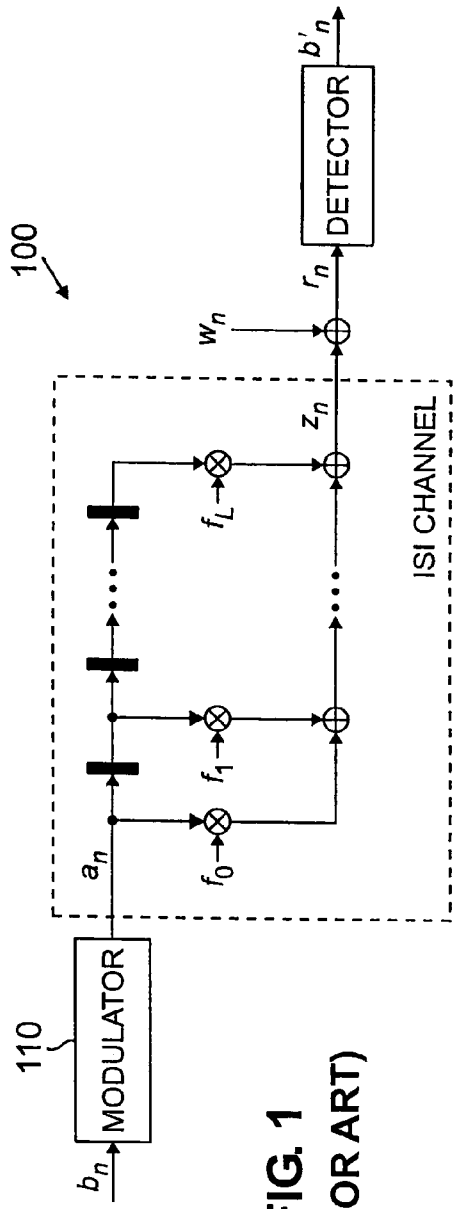 100
110
b_n
MODULATOR
a_n
f_0
f_1
f_L
z_n
ISI CHANNEL
w_n
r_n
DETECTOR
b'_n
FIG. 1
OR ART)